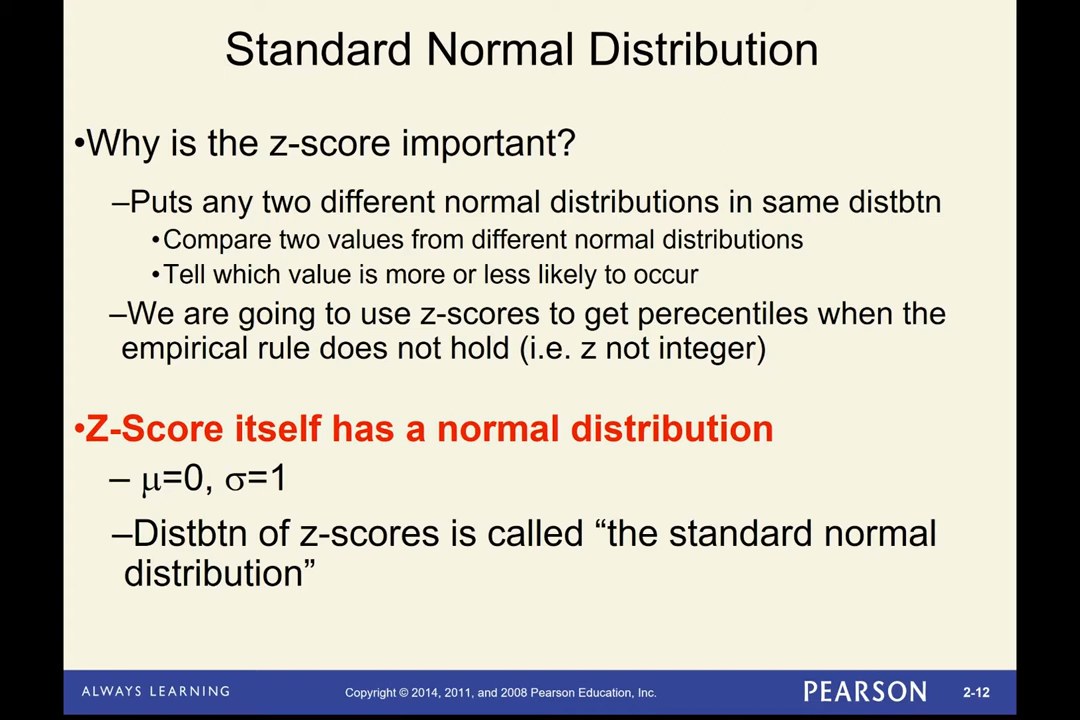 Standard Normal Distribution
•Why is the z-score important?
–Puts any two different normal distributions in same distbtn
•Compare two values from different normal distributions
•Tell which value is more or less likely to occur
–We are going to use z-scores to get perecentiles when the
empirical rule does not hold (i.e. z not integer)
•Z-Score itself has a normal distribution
– μ=0, σ=1
–Distbtn of z-scores is called “the standard normal
distribution”
ALWAYS LEARNING
Copyright © 2014, 2011, and 2008 Pearson Education, Inc.
PEARSON
2-12